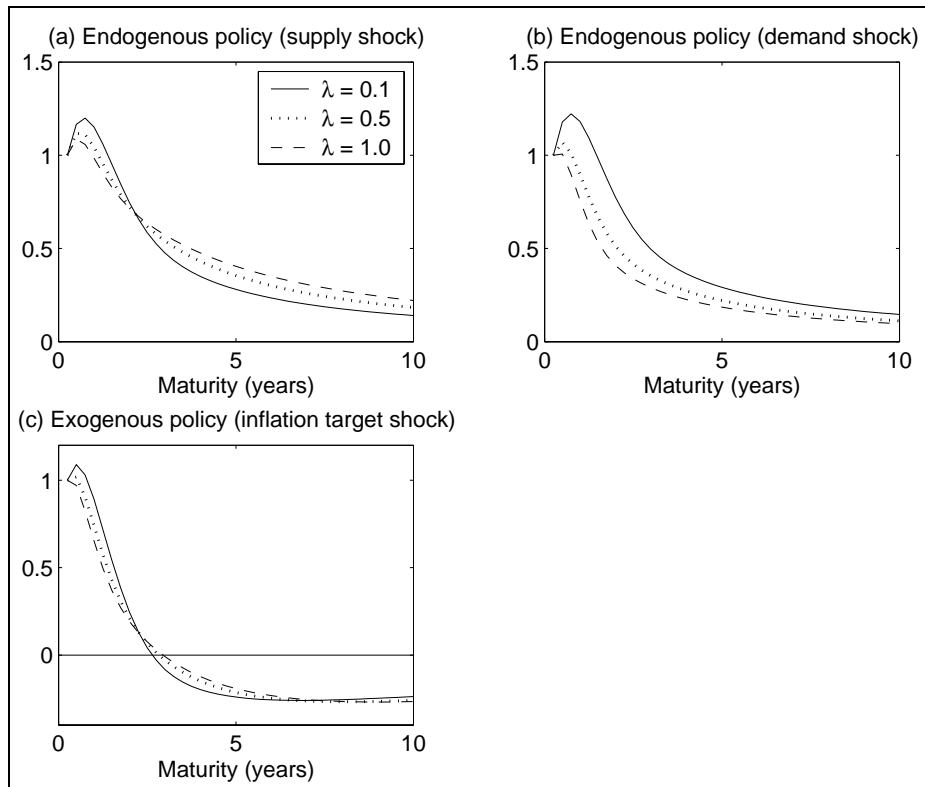 (a) Endogenous policy (supply shock)
1.5
1
0.5
0
0
5
10
Maturity (years)
λ = 0.1
λ = 0.5
λ = 1.0
(b) Endogenous policy (demand shock)
1.5
1
0.5
0
0
5
10
Maturity (years)
(c) Exogenous policy (inflation target shock)
1
0.5
0
0
5
10
Maturity (years)